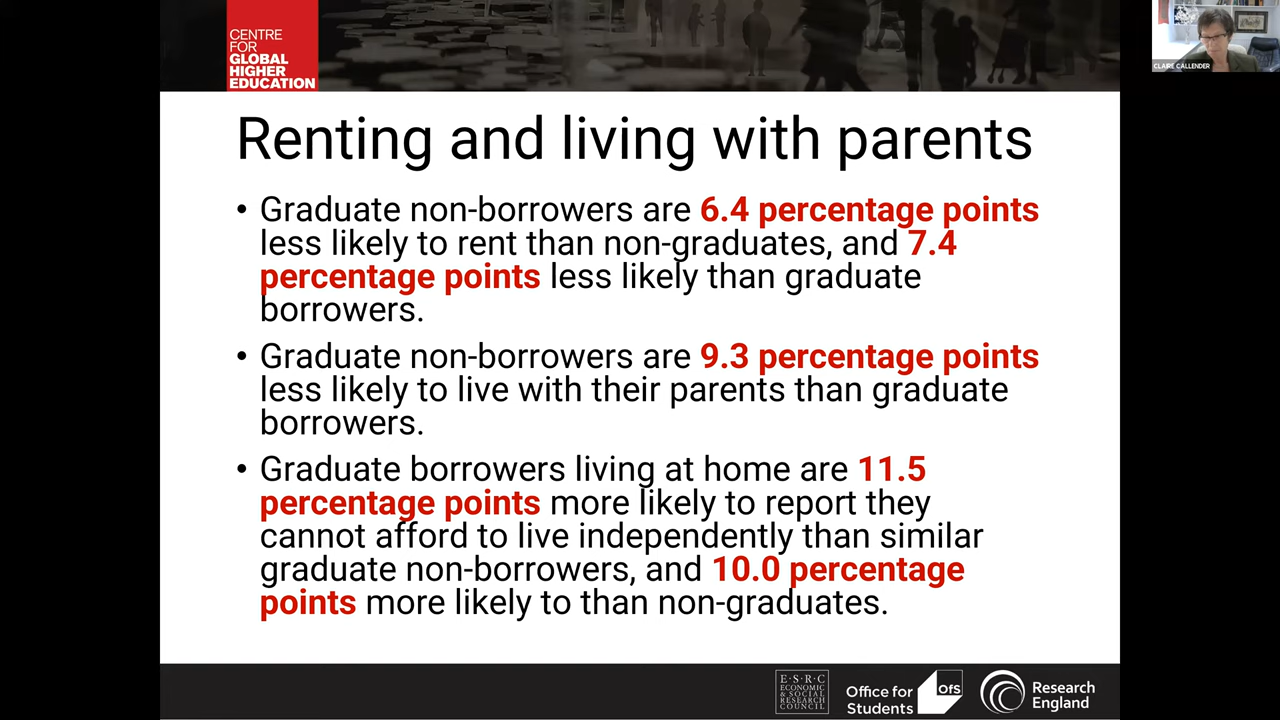 CENTRE
FOR
GLOBAL
HIGHER
EDUCATION
CLAIRE CALLENDER
Renting and living with parents
• Graduate non-borrowers are 6.4 percentage points
less likely to rent than non-graduates, and 7.4
percentage points less likely than graduate
borrowers.
• Graduate non-borrowers are 9.3 percentage points
less likely to live with their parents than graduate
borrowers.
• Graduate borrowers living at home are 11.5
percentage points more likely to report they
cannot afford to live independently than similar
graduate non-borrowers, and 10.0 percentage
points more likely to than non-graduates.
E·S·R·C
ECONOMIC
& SOCIAL
RESEARCH
COUNCIL
Office for
Students
OfS
Research
England